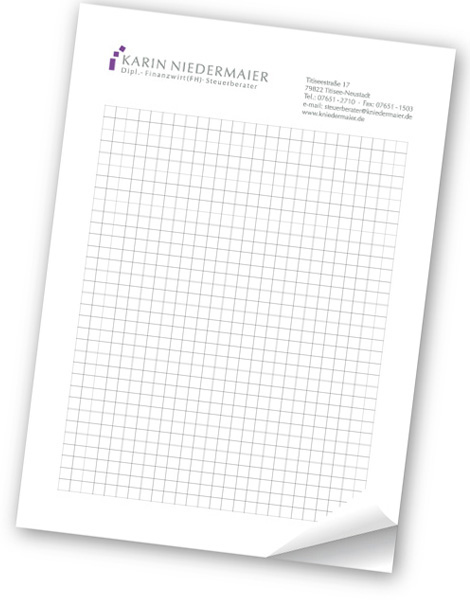 KARIN NIEDERMAIER
Dipl.-Finanzwirt(FH)·Steuerberater
Titiseestraße 17
79822 Titisee-Neustadt
Tel.: 07651-2710 · Fax: 07651-1503
e-mail: steuerberater@kniedermaier.de
www.kniedermaier.de